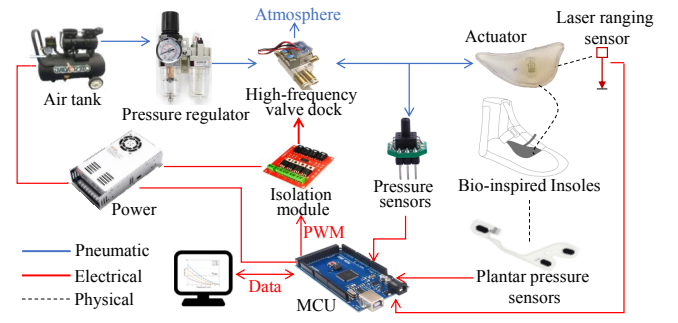 Atmosphere
Laser ranging
sensor
Actuator
Air tank
Pressure regulator
High-frequency
valve dock
Power
Isolation
module
Pressure
sensors
Bio-inspired Insoles
PWM
Pneumatic
Electrical
Physical
Data
MCU
Plantar pressure
sensors